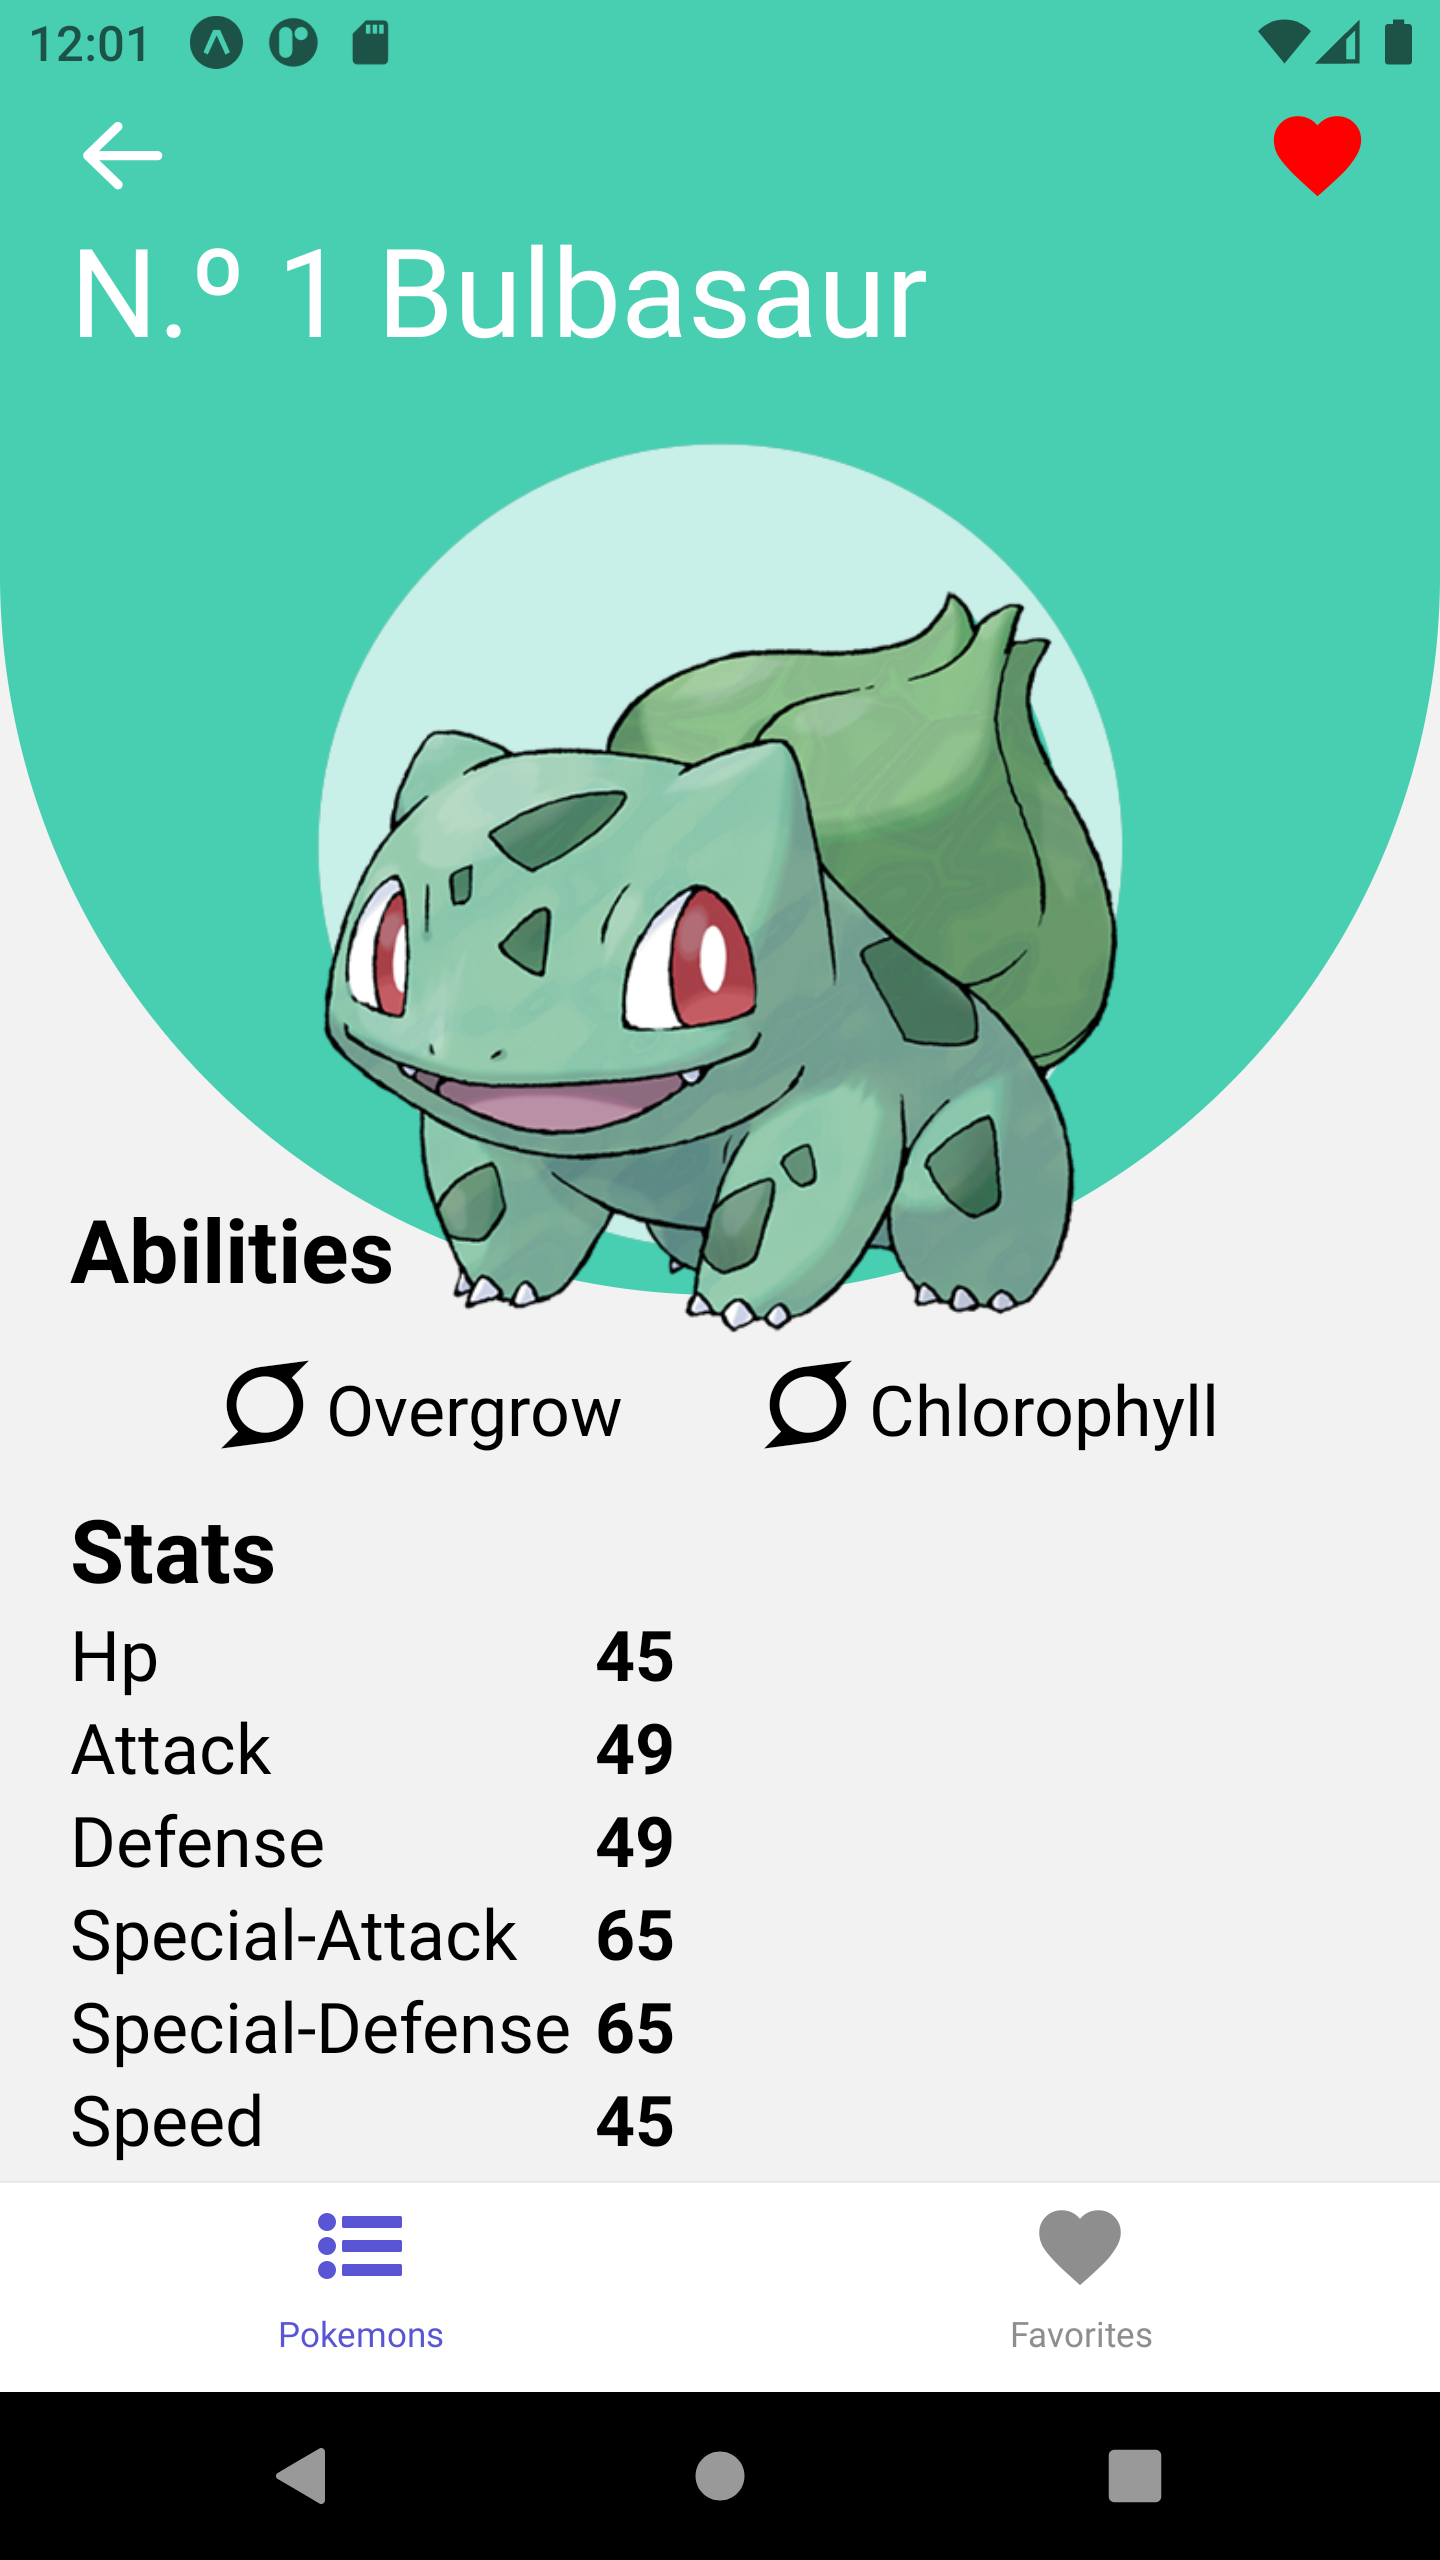 12:01
N.º 1 Bulbasaur
Abilities
Overgrow Chlorophyll
Stats
Hp 45
Attack 49
Defense 49
Special-Attack 65
Special-Defense 65
Speed 45
Pokemons Favorites